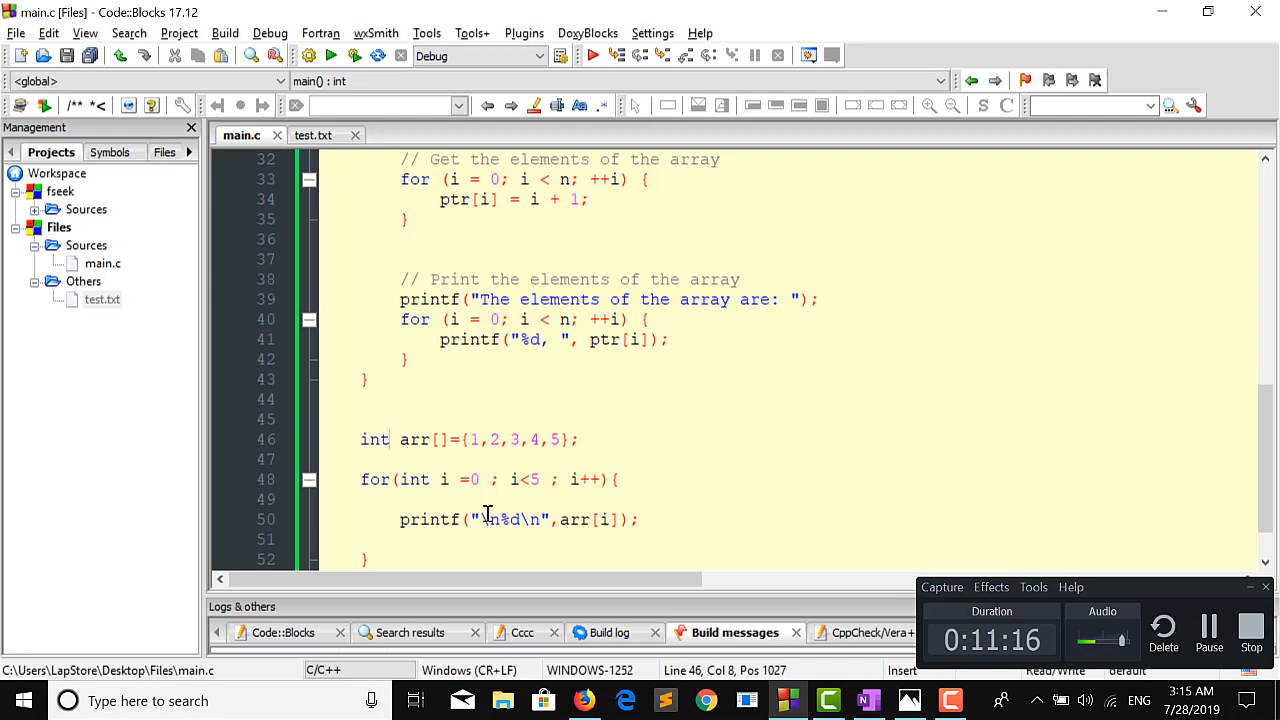 main.c [Files] - Code::Blocks 17.12
File Edit View Search Project Build Debug Fortran wxSmith Tools Tools+ Plugins DoxyBlocks Settings Help
Debug
<global> main() : int
/** *<
Management
main.c test.txt
Projects Symbols Files
Workspace
fseek
Sources
Files
Sources
main.c
Others
test.txt
32 // Get the elements of the array
33 for (i = 0; i < n; ++i) {
34 ptr[i] = i + 1;
35 }
36
37
38 // Print the elements of the array
39 printf("The elements of the array are: ");
40 for (i = 0; i < n; ++i) {
41 printf("%d, ", ptr[i]);
42 }
43 }
44
45
46 int arr[]={1,2,3,4,5};
47
48 for(int i =0 ; i<5 ; i++){
49
50 printf("\n%d\n",arr[i]);
51
52 }
Logs & others
Code::Blocks Search results Cccc Build log Build messages CppCheck/Vera+
Capture Effects Tools Help
Duration Audio
0:11:16
Delete Pause Stop
C:\Users\LapStore\Desktop\Files\main.c C/C++ Windows (CR+LF) WINDOWS-1252 Line 46, Col 8, Pos 1027 Insert Read/Write default
Type here to search
ENG
3:15 AM
7/28/2019